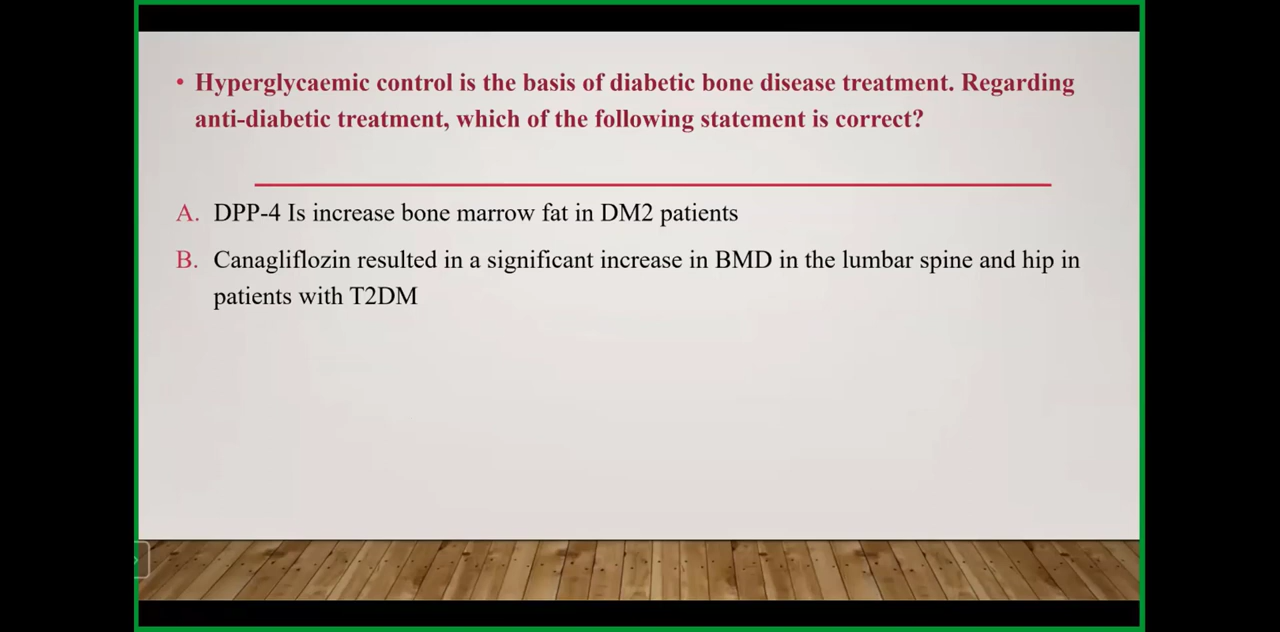 • Hyperglycaemic control is the basis of diabetic bone disease treatment. Regarding
anti-diabetic treatment, which of the following statement is correct?
A. DPP-4 Is increase bone marrow fat in DM2 patients
B. Canagliflozin resulted in a significant increase in BMD in the lumbar spine and hip in
patients with T2DM